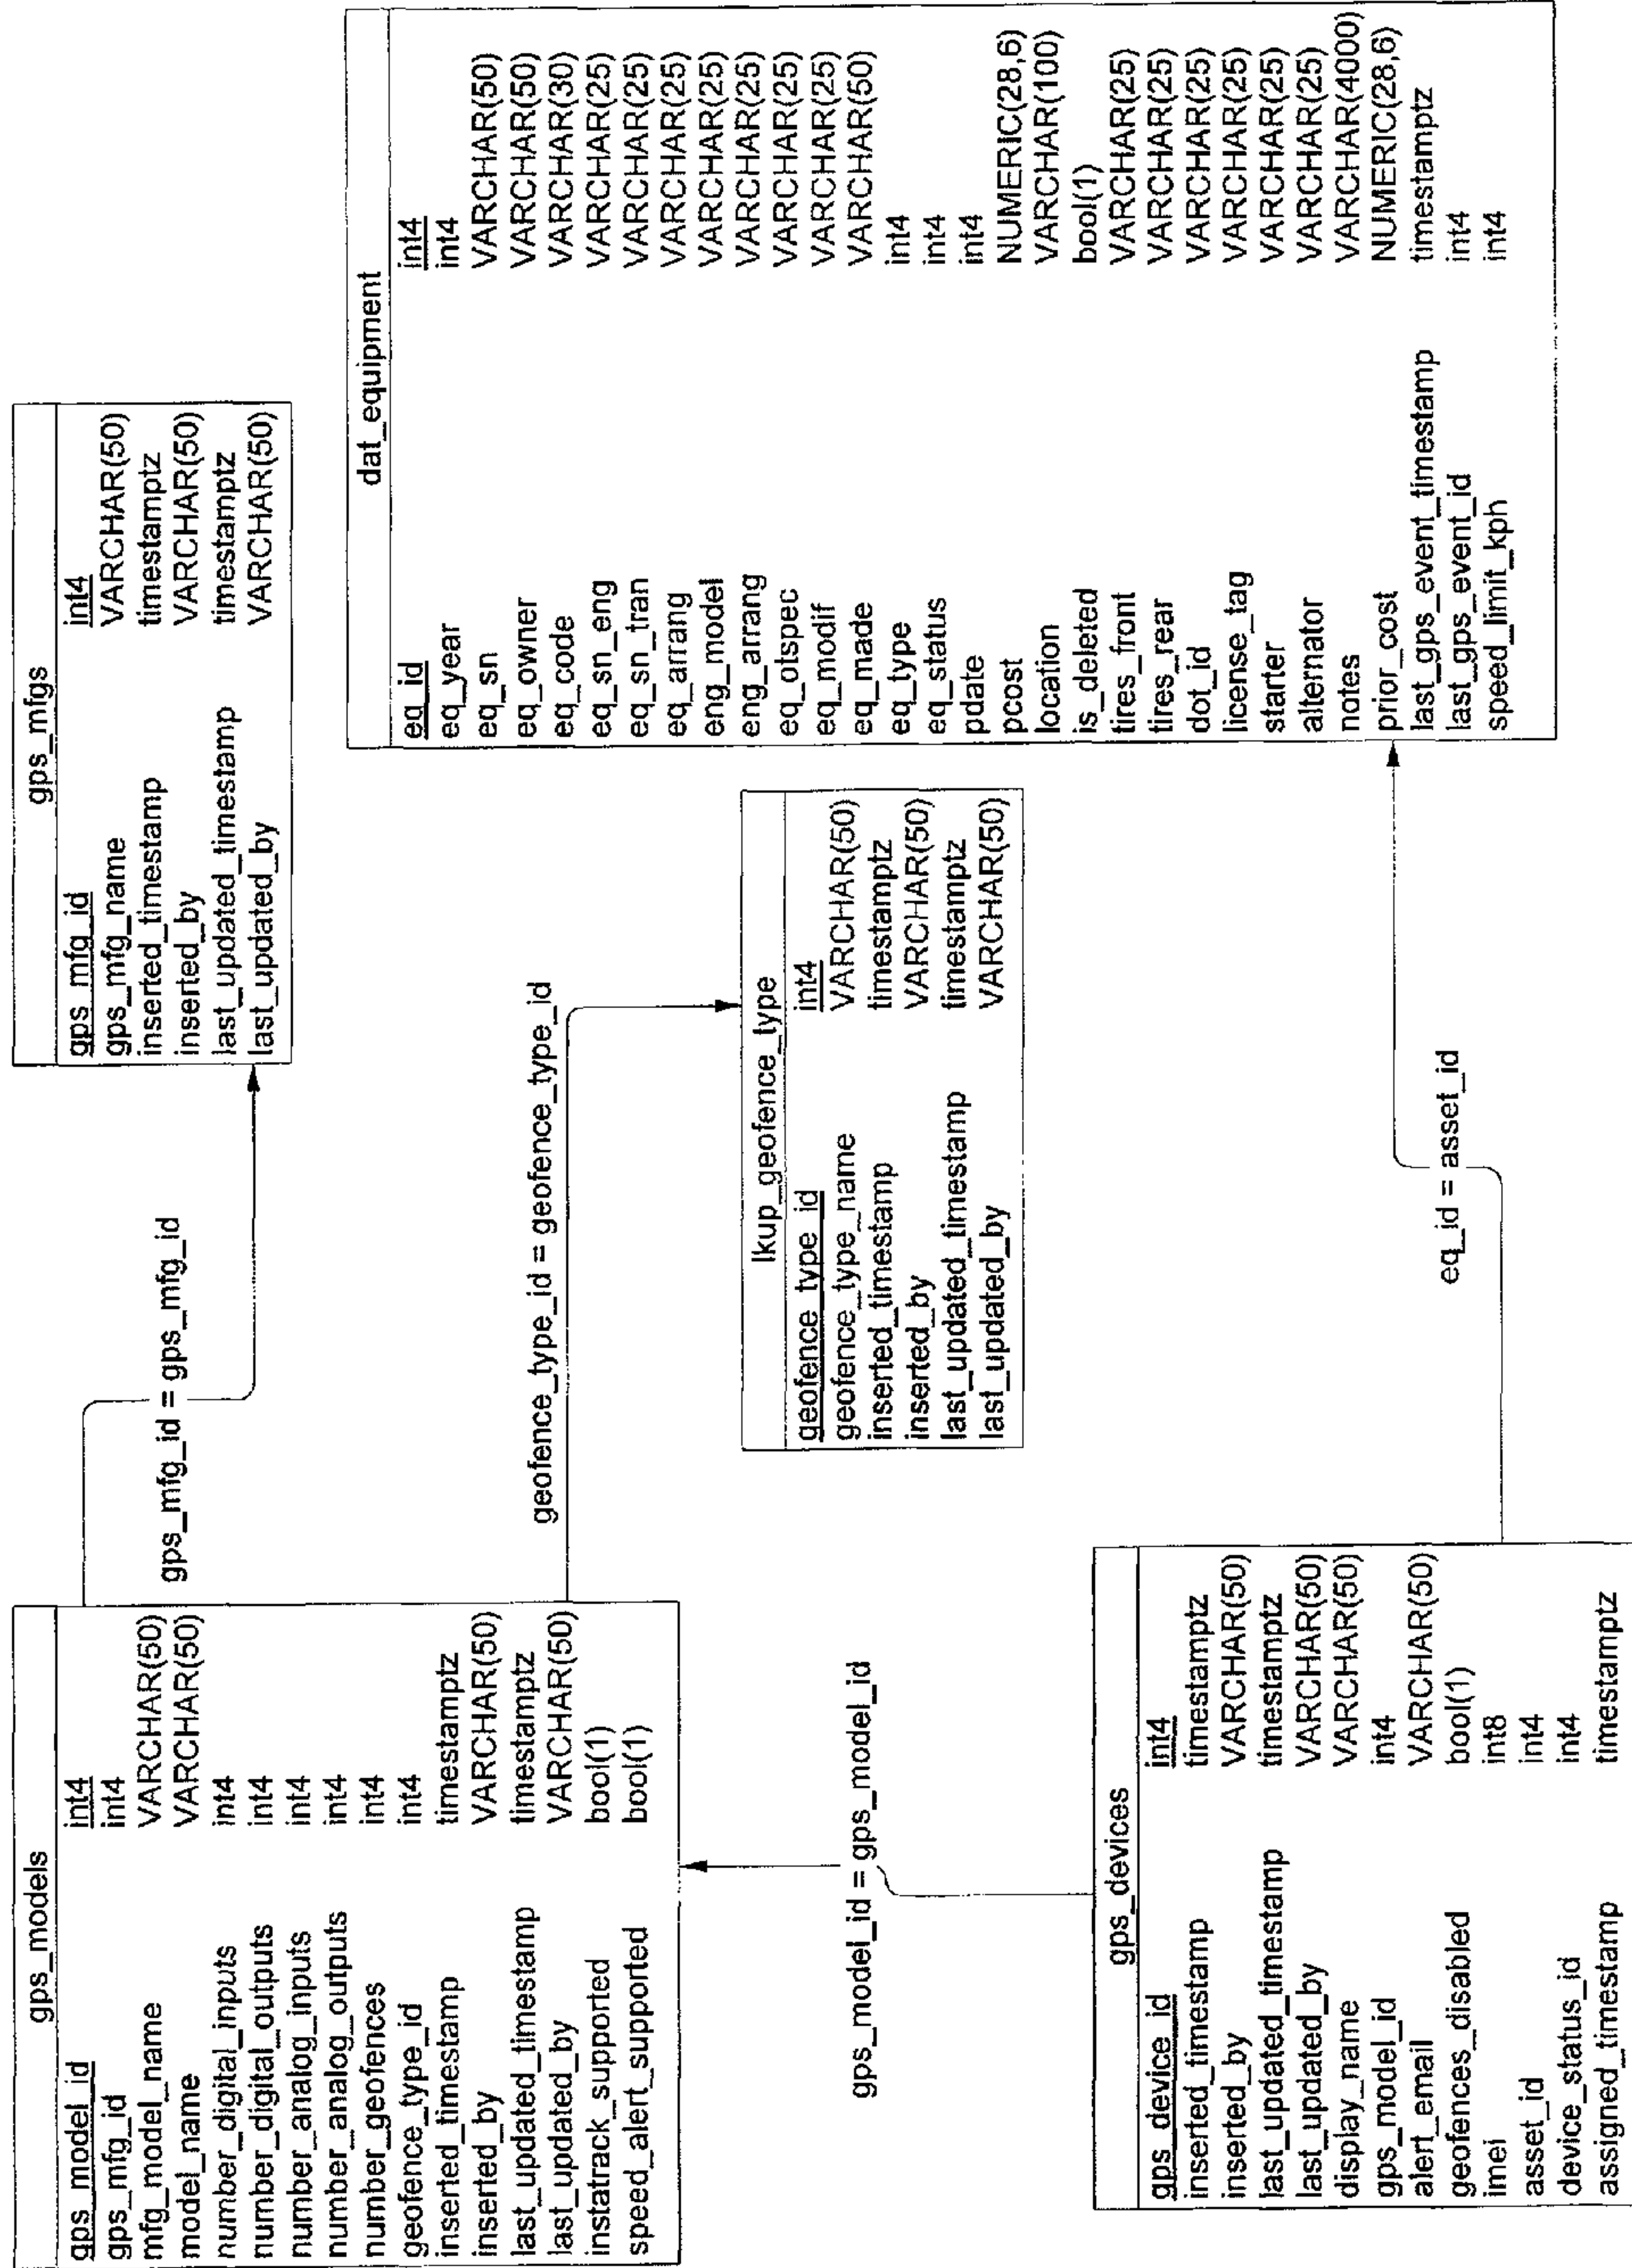 gps_models
gps_model_id int4
gps_mfg_id int4
mfg_model_name VARCHAR(50)
model_name VARCHAR(50)
number_digital_inputs int4
number_digital_outputs int4
number_analog_inputs int4
number_analog_outputs int4
number_geofences int4
geofence_type_id int4
inserted_timestamp timestamptz
inserted_by VARCHAR(50)
last_updated_timestamp timestamptz
last_updated_by VARCHAR(50)
instatrack_supported bool(1)
speed_alert_supported bool(1)
gps_mfg_id = gps_mfg_id
gps_mfgs
gps_mfg_id int4
gps_mfg_name VARCHAR(50)
inserted_timestamp timestamptz
inserted_by VARCHAR(50)
last_updated_timestamp timestamptz
last_updated_by VARCHAR(50)
geofence_type_id = geofence_type_id
lkup_geofence_type
geofence_type_id int4
geofence_type_name VARCHAR(50)
inserted_timestamp timestamptz
inserted_by VARCHAR(50)
last_updated_timestamp timestamptz
last_updated_by VARCHAR(50)
dat_equipment
eq_id int4
eq_year int4
eq_sn VARCHAR(50)
eq_owner VARCHAR(50)
eq_code VARCHAR(30)
eq_sn_eng VARCHAR(25)
eq_sn_tran VARCHAR(25)
eq_arrang VARCHAR(25)
eng_model VARCHAR(25)
eng_arrang VARCHAR(25)
eq_otspec VARCHAR(25)
eq_modif VARCHAR(25)
eq_made VARCHAR(50)
eq_type int4
eq_status int4
pdate int4
pcost NUMERIC(28,6)
location VARCHAR(100)
is_deleted bool(1)
tires_front VARCHAR(25)
tires_rear VARCHAR(25)
dot_id VARCHAR(25)
license_tag VARCHAR(25)
starter VARCHAR(25)
alternator VARCHAR(25)
notes VARCHAR(4000)
prior_cost NUMERIC(28,6)
last_gps_event_timestamp timestamptz
last_gps_event_id int4
speed_limit_kph int4
gps_model_id = gps_model_id
gps_devices
gps_device_id int4
inserted_timestamp timestamptz
inserted_by VARCHAR(50)
last_updated_timestamp timestamptz
last_updated_by VARCHAR(50)
display_name VARCHAR(50)
gps_model_id int4
alert_email VARCHAR(50)
geofences_disabled bool(1)
imei int8
asset_id int4
device_status_id int4
assigned_timestamp timestamptz
eq_id = asset_id